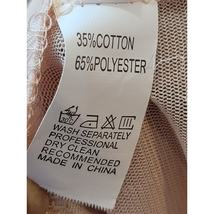 35%COTTON
65%POLYESTER
WASH SEPARATELY
PROFESSIONAL
DRY CLEAN
RECOMMENDED
MADE IN CHINA